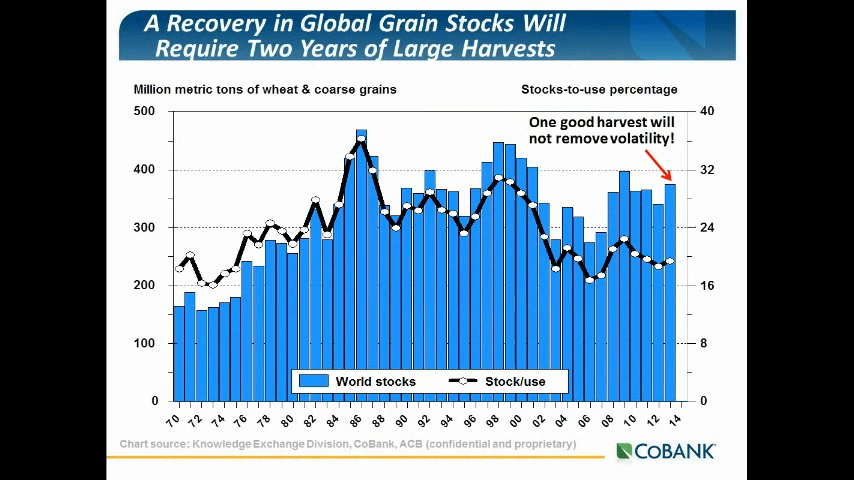 A Recovery in Global Grain Stocks Will
Require Two Years of Large Harvests
Million metric tons of wheat & coarse grains
Stocks-to-use percentage
500
400
300
200
100
0
40
32
24
16
8
0
One good harvest will
not remove volatility!
World stocks
Stock/use
70 72 74 76 78 80 82 84 86 88 90 92 94 96 98 00 02 04 06 08 10 12 14
Chart source: Knowledge Exchange Division, CoBank, ACB (confidential and proprietary)
COBANK